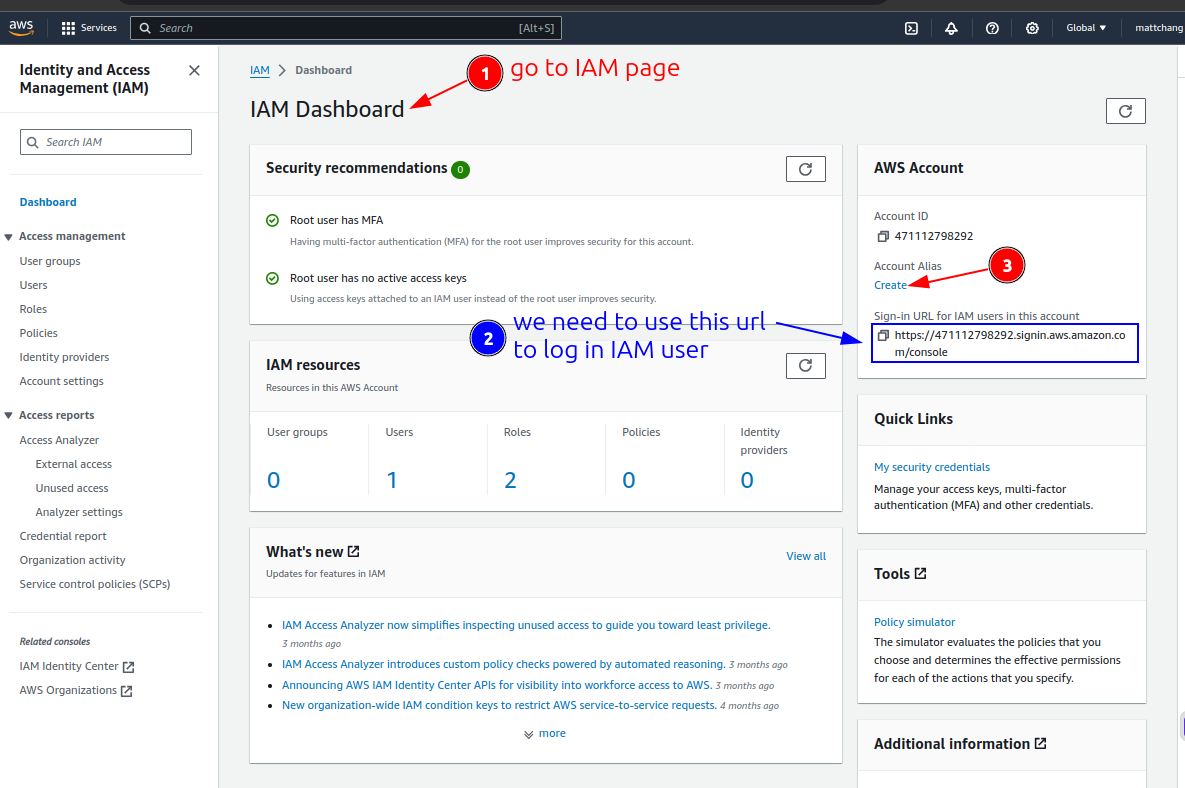 aws
Services
Search
[Alt+S]
Global
mattchang
Identity and Access
Management (IAM)
Search IAM
Dashboard
Access management
User groups
Users
Roles
Policies
Identity providers
Account settings
Access reports
Access Analyzer
External access
Unused access
Analyzer settings
Credential report
Organization activity
Service control policies (SCPs)
Related consoles
IAM Identity Center
AWS Organizations
IAM > Dashboard
1 go to IAM page
IAM Dashboard
Security recommendations 0
Root user has MFA
Having multi-factor authentication (MFA) for the root user improves security for this account.
Root user has no active access keys
Using access keys attached to an IAM user instead of the root user improves security.
2 we need to use this url
to log in IAM user
IAM resources
Resources in this AWS Account
User groups
0
Users
1
Roles
2
Policies
0
Identity
providers
0
What's new
View all
Updates for features in IAM
IAM Access Analyzer now simplifies inspecting unused access to guide you toward least privilege.
3 months ago
IAM Access Analyzer introduces custom policy checks powered by automated reasoning. 3 months ago
Announcing AWS IAM Identity Center APIs for visibility into workforce access to AWS. 3 months ago
New organization-wide IAM condition keys to restrict AWS service-to-service requests. 4 months ago
more
AWS Account
Account ID
471112798292
Account Alias
3
Create
Sign-in URL for IAM users in this account
https://471112798292.signin.aws.amazon.co
m/console
Quick Links
My security credentials
Manage your access keys, multi-factor
authentication (MFA) and other credentials.
Tools
Policy simulator
The simulator evaluates the policies that you
choose and determines the effective permissions
for each of the actions that you specify.
Additional information